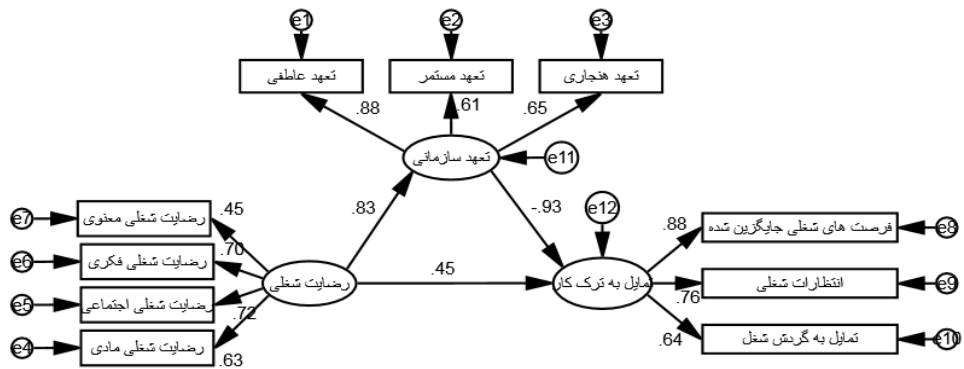 e1
e2
e3
تعهد عاطفی
تعهد مستمر
تعهد هنجاری
.88
.61
.65
تعهد سازمانی
e11
e7
رضایت شغلی معنوی
.45
.83
-.93
e12
.88
فرصت های شغلی جایگزین شده
e8
e6
رضایت شغلی فکری
.70
رضایت شغلی
.45
تمایل به ترک کار
.76
انتظارات شغلی
e9
e5
رضایت شغلی اجتماعی
.72
e4
رضایت شغلی مادی
.63
.64
تمایل به گردش شغل
e10